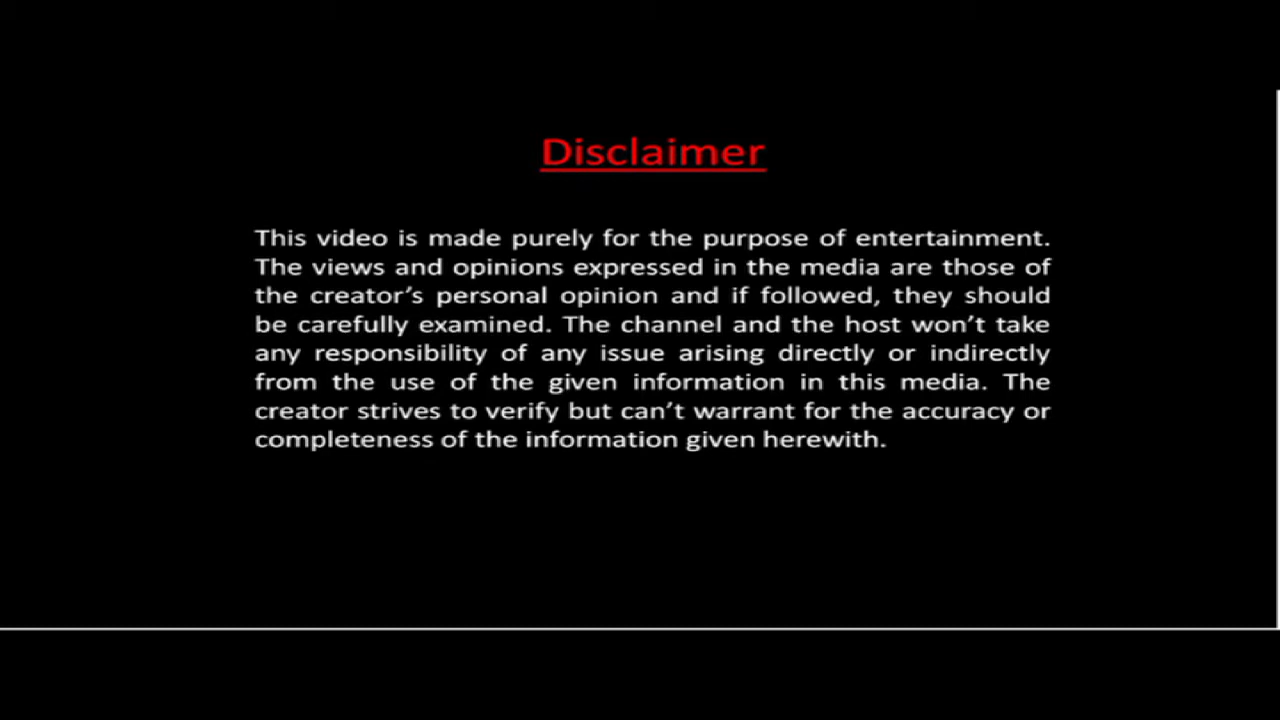 Disclaimer
This video is made purely for the purpose of entertainment.
The views and opinions expressed in the media are those of
the creator’s personal opinion and if followed, they should
be carefully examined. The channel and the host won’t take
any responsibility of any issue arising directly or indirectly
from the use of the given information in this media. The
creator strives to verify but can’t warrant for the accuracy or
completeness of the information given herewith.